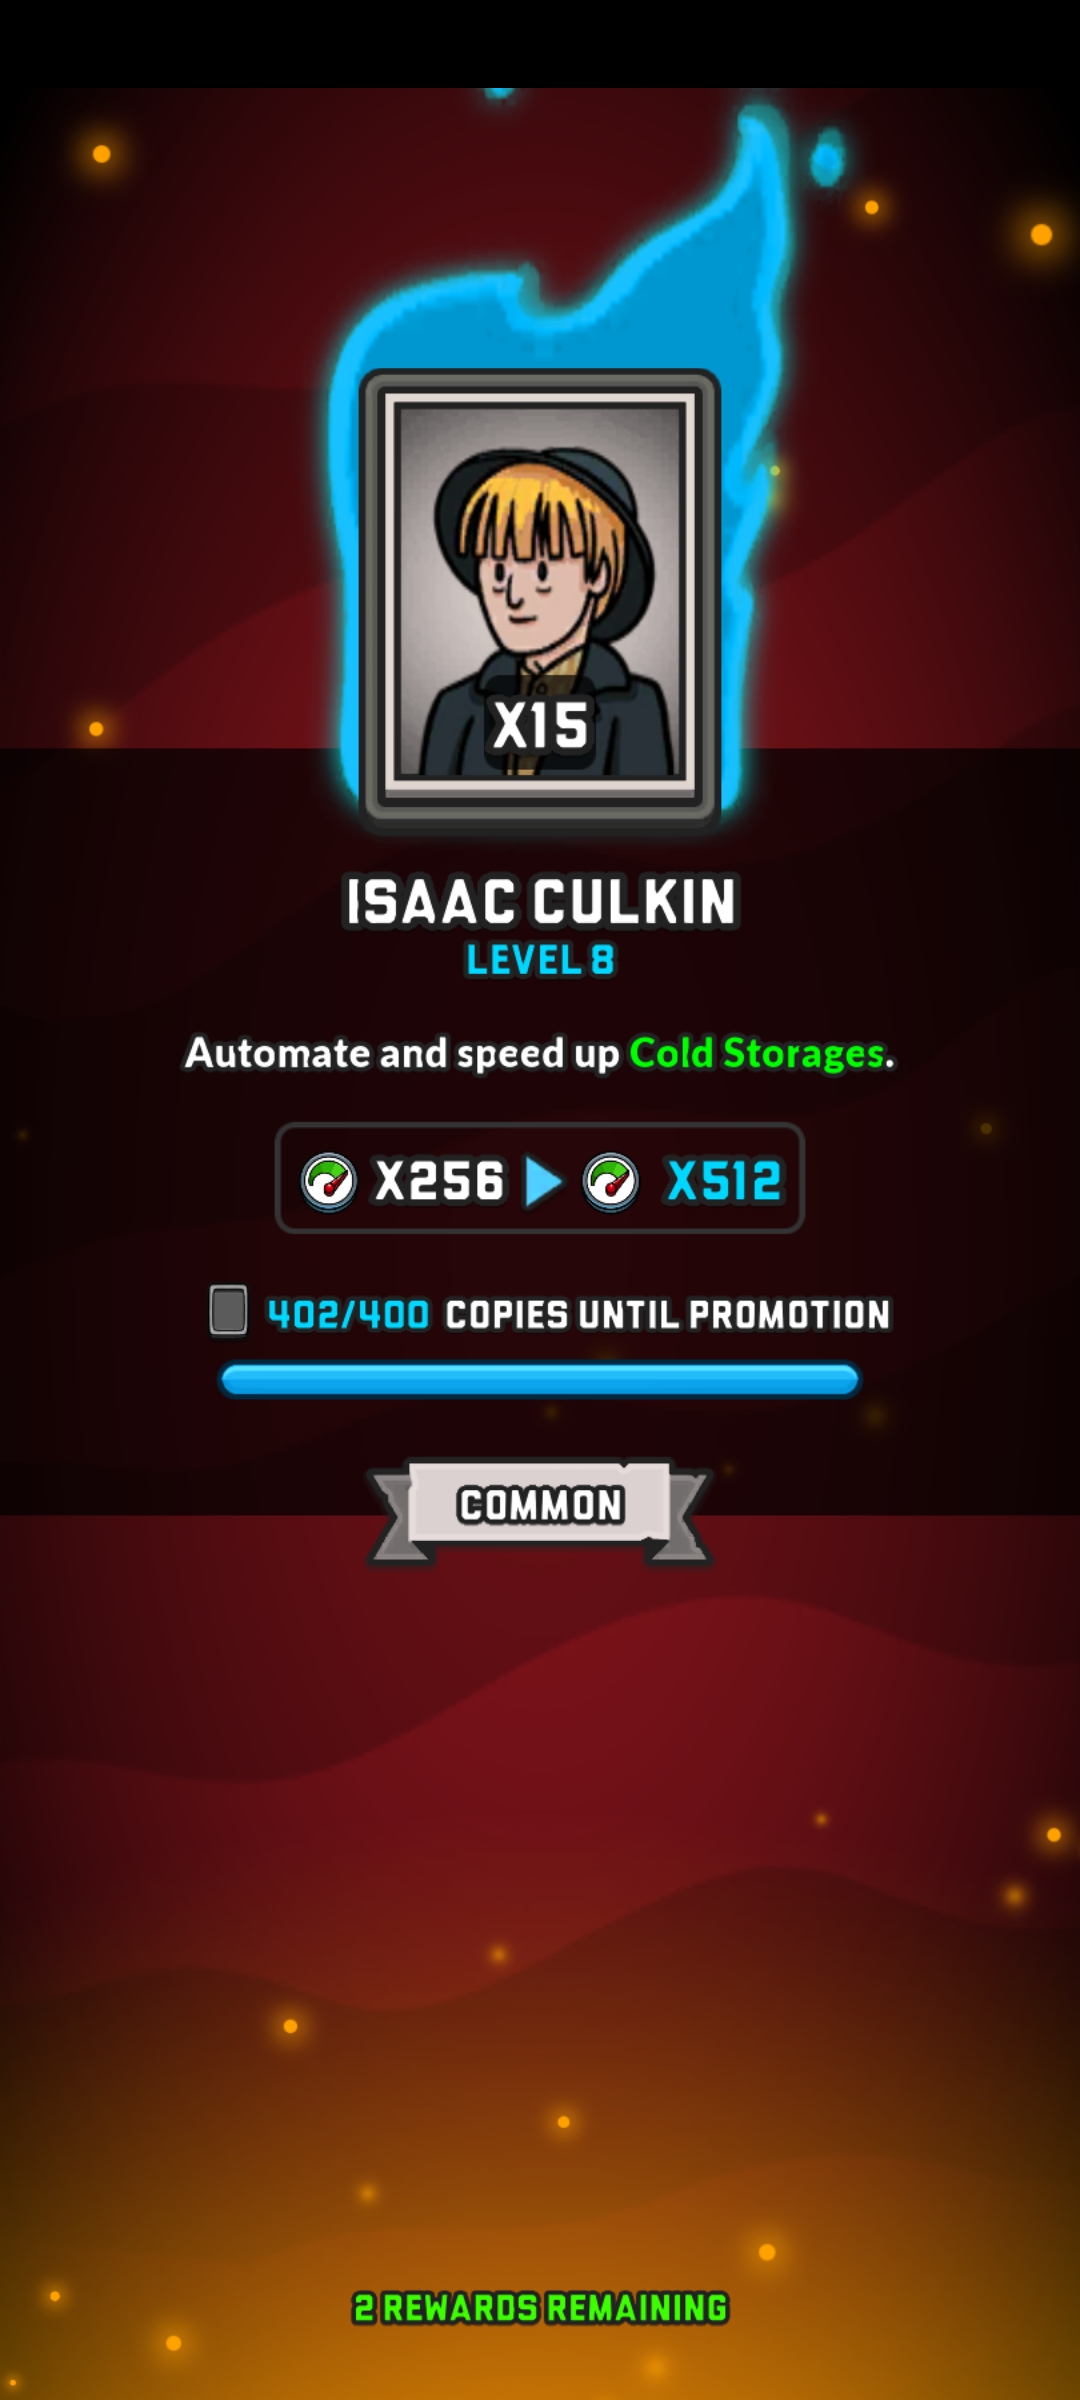 X15
ISAAC CULKIN
LEVEL 8
Automate and speed up Cold Storages.
X256 X512
402/400 COPIES UNTIL PROMOTION
COMMON
2 REWARDS REMAINING